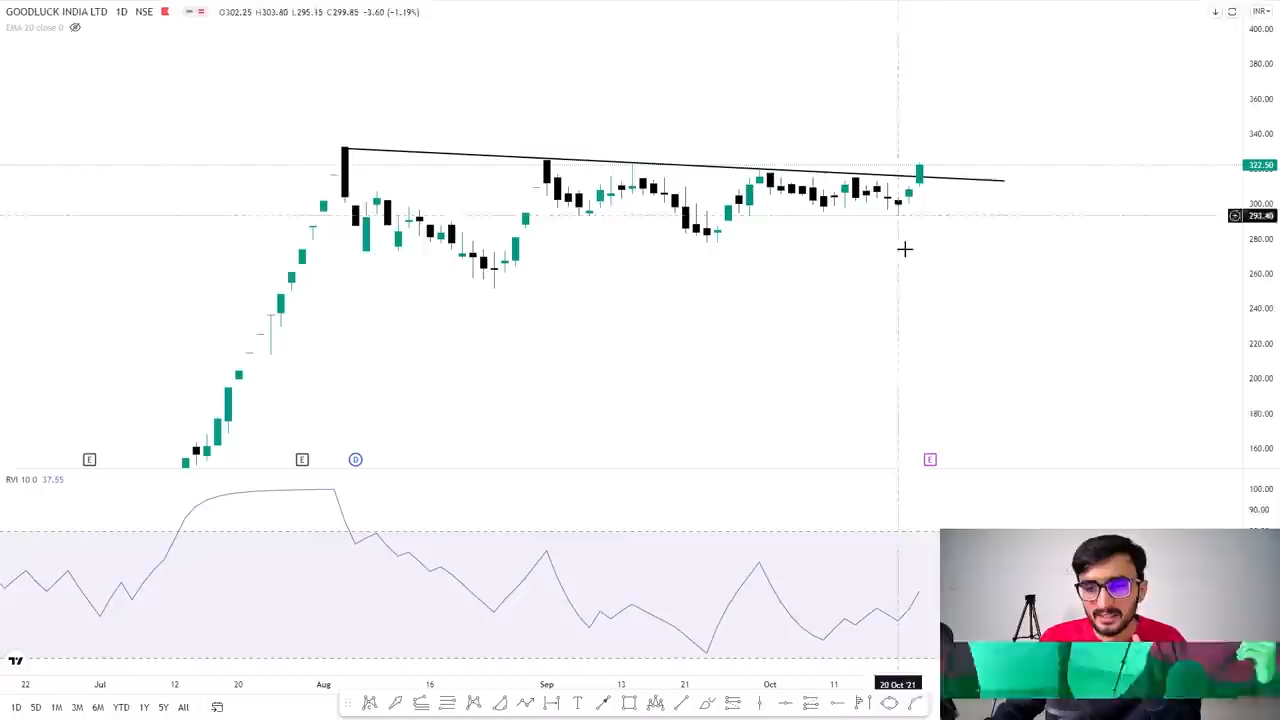 GOODLUCK INDIA LTD 1D NSE O302.25 H303.80 L295.15 C299.85 -3.60 (-1.19%) INR
EMA 20 close 0
400.00
380.00
360.00
340.00
322.50
300.00
293.40
280.00
260.00
240.00
220.00
200.00
180.00
160.00
E E D E
RVI 10 0 37.55
100.00
90.00
22 Jul 12 20 Aug 16 Sep 13 21 Oct 11 20 Oct '21
1D 5D 1M 3M 6M YTD 1Y 5Y All